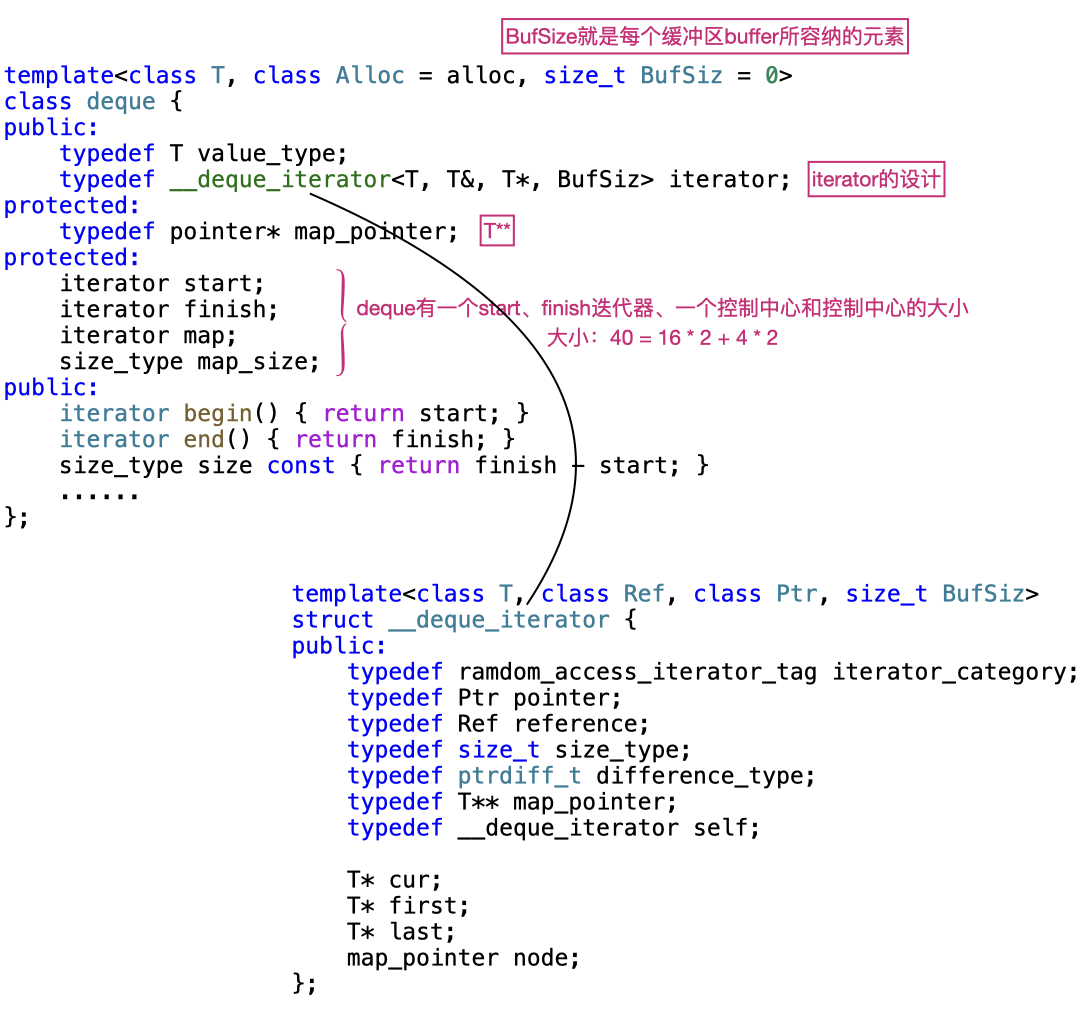 BufSize就是每个缓冲区buffer所容纳的元素
template<class T, class Alloc = alloc, size_t BufSiz = 0>
class deque {
public:
    typedef T value_type;
    typedef __deque_iterator<T, T&, T*, BufSiz> iterator; iterator的设计
protected:
    typedef pointer* map_pointer; T**
protected:
    iterator start;
    iterator finish; deque有一个start、finish迭代器、一个控制中心和控制中心的大小
    iterator map; 大小：40 = 16 * 2 + 4 * 2
    size_type map_size;
public:
    iterator begin() { return start; }
    iterator end() { return finish; }
    size_type size const { return finish - start; }
    ......
};
template<class T, class Ref, class Ptr, size_t BufSiz>
struct __deque_iterator {
public:
    typedef ramdom_access_iterator_tag iterator_category;
    typedef Ptr pointer;
    typedef Ref reference;
    typedef size_t size_type;
    typedef ptrdiff_t difference_type;
    typedef T** map_pointer;
    typedef __deque_iterator self;
    T* cur;
    T* first;
    T* last;
    map_pointer node;
};